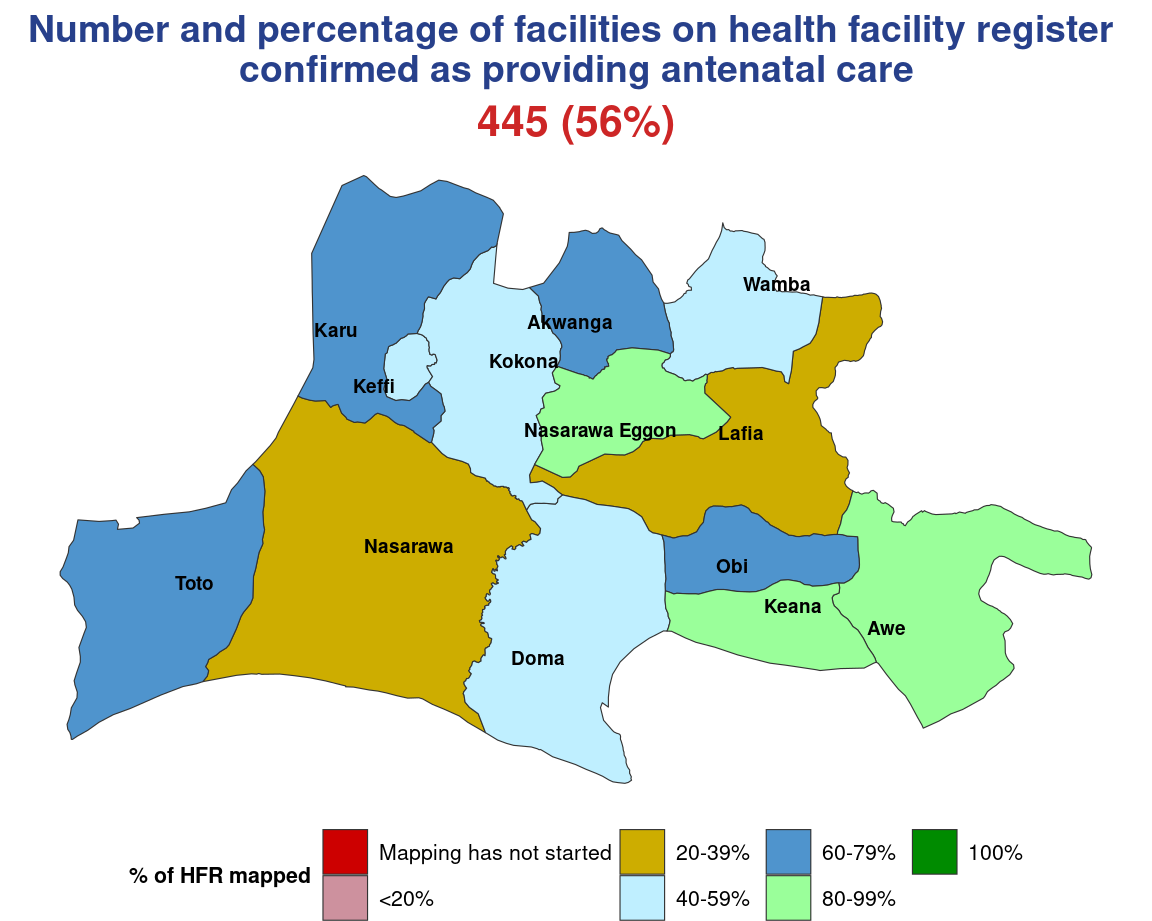 Number and percentage of facilities on health facility register
confirmed as providing antenatal care
445 (56%)
Wamba
Akwanga
Karu
Kokona
Keffi
Nasarawa Eggon
Lafia
Nasarawa
Obi
Toto
Keana
Awe
Doma
% of HFR mapped
Mapping has not started
<20%
20-39%
40-59%
60-79%
80-99%
100%